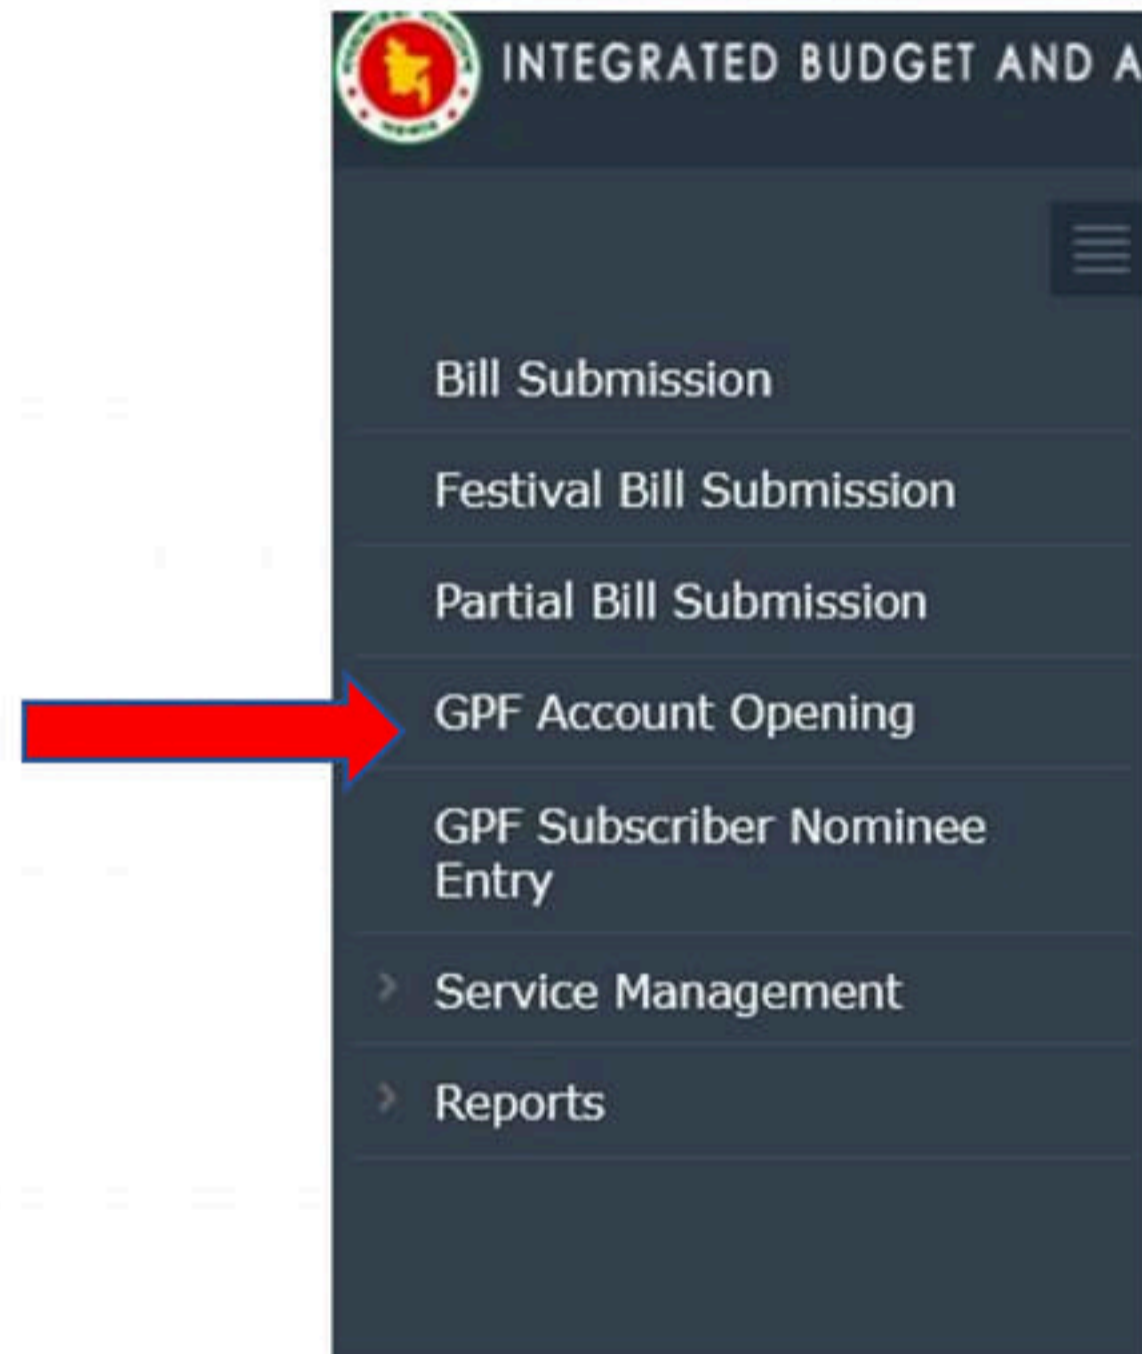 INTEGRATED BUDGET AND A
Bill Submission
Festival Bill Submission
Partial Bill Submission
GPF Account Opening
GPF Subscriber Nominee
Entry
Service Management
Reports